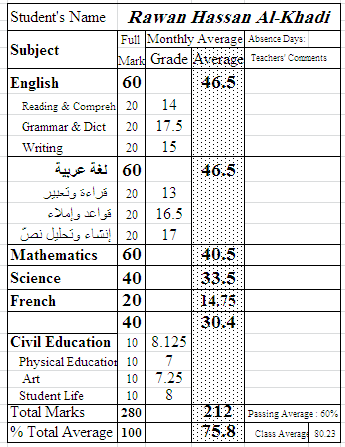 Student's Name Rawan Hassan Al-Khadi
Subject Full Mark Monthly Average Absence Days:
Grade Average Teachers' Comments
English 60 46.5
Reading & Compreh 20 14
Grammar & Dict 20 17.5
Writing 20 15
لغة عربية 60 46.5
قراءة وتعبير 20 13
قواعد وإملاء 20 16.5
إنشاء وتحليل نصّ 20 17
Mathematics 60 40.5
Science 40 33.5
French 20 14.75
40 30.4
Civil Education 10 8.125
Physical Education 10 7
Art 10 7.25
Student Life 10 8
Total Marks 280 212 Passing Average : 60%
% Total Average 100 75.8 Class Average 80.23